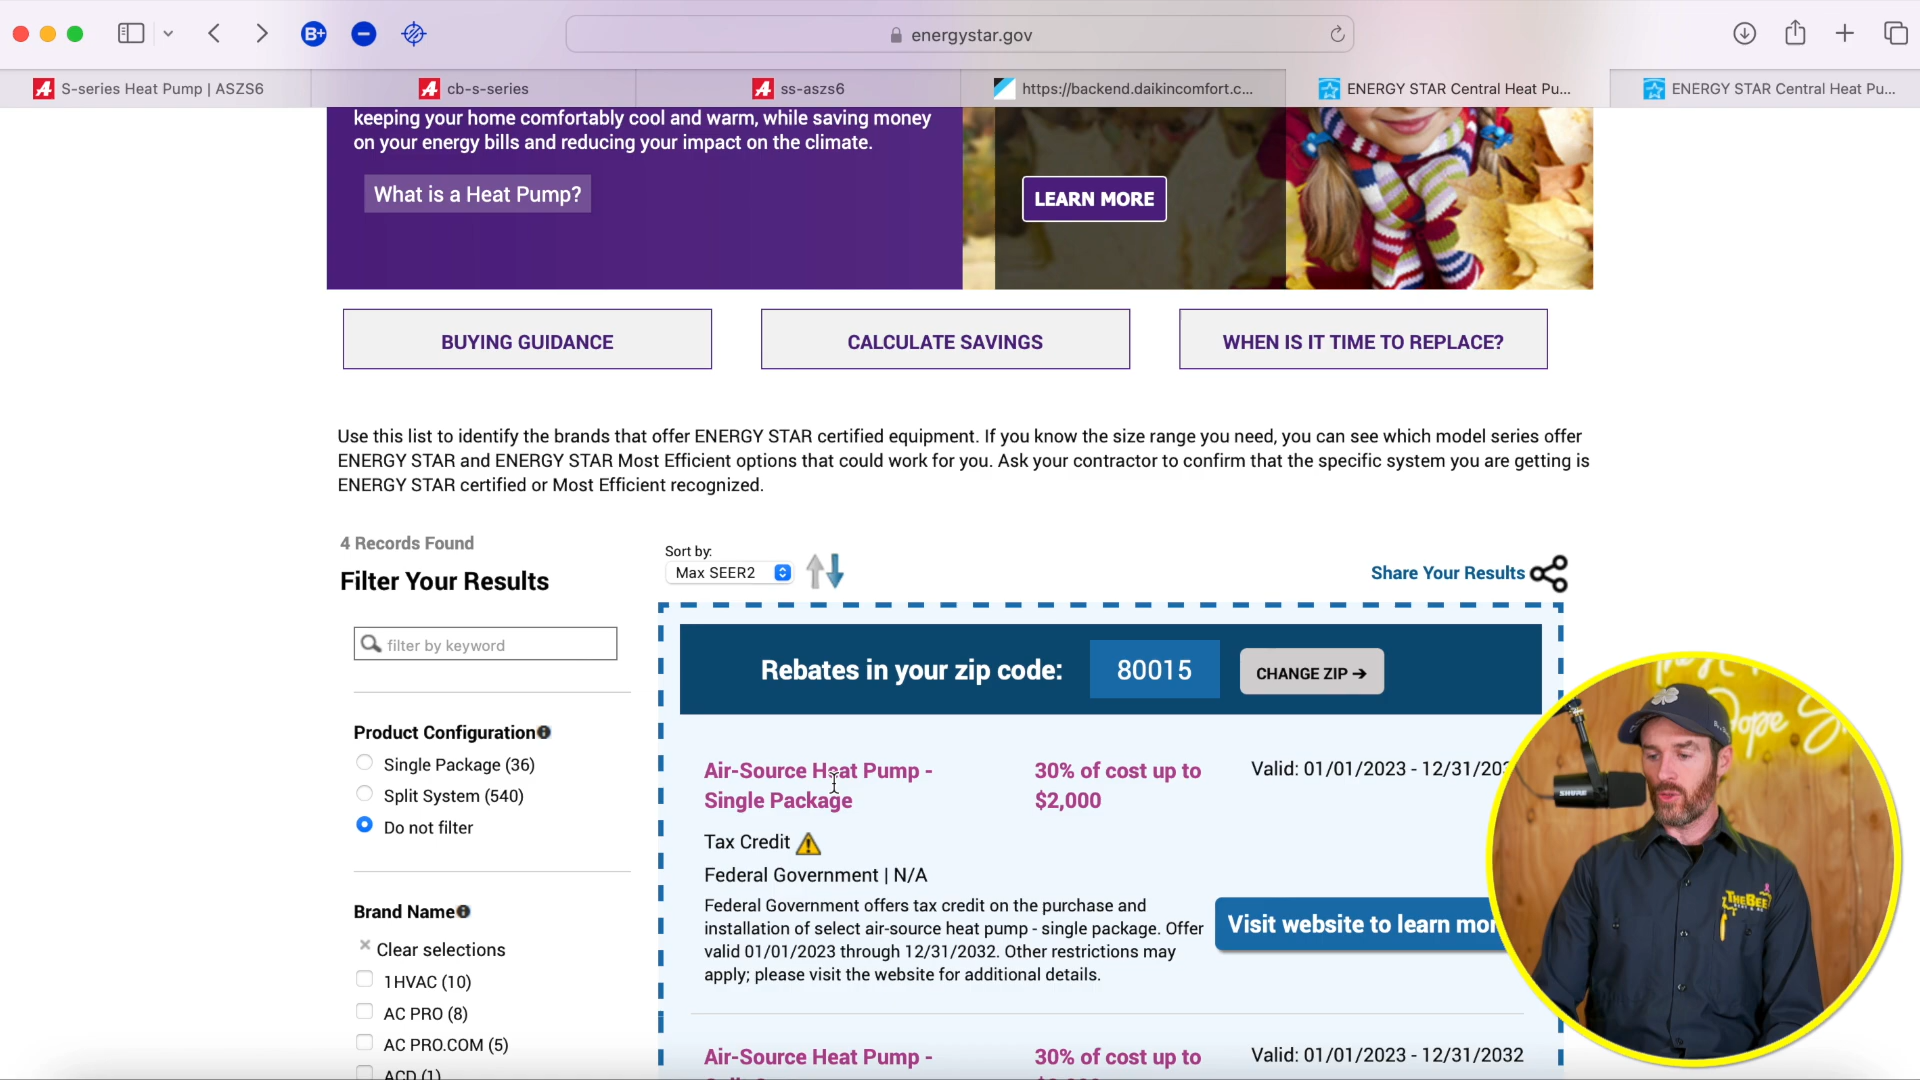 energystar.gov
S-series Heat Pump | ASZS6
cb-s-series
ss-aszs6
https://backend.daikincomfort.c...
ENERGY STAR Central Heat Pu...
ENERGY STAR Central Heat Pu...
keeping your home comfortably cool and warm, while saving money
on your energy bills and reducing your impact on the climate.
What is a Heat Pump?
LEARN MORE
BUYING GUIDANCE
CALCULATE SAVINGS
WHEN IS IT TIME TO REPLACE?
Use this list to identify the brands that offer ENERGY STAR certified equipment. If you know the size range you need, you can see which model series offer
ENERGY STAR and ENERGY STAR Most Efficient options that could work for you. Ask your contractor to confirm that the specific system you are getting is
ENERGY STAR certified or Most Efficient recognized.
4 Records Found
Filter Your Results
filter by keyword
Product Configuration
Single Package (36)
Split System (540)
Do not filter
Brand Name
Clear selections
1HVAC (10)
AC PRO (8)
AC PRO.COM (5)
ACD (1)
Sort by:
Max SEER2
Share Your Results
Rebates in your zip code:
80015
CHANGE ZIP
Air-Source Heat Pump -
Single Package
30% of cost up to
$2,000
Valid: 01/01/2023 - 12/31/203
Tax Credit
Federal Government | N/A
Federal Government offers tax credit on the purchase and
installation of select air-source heat pump - single package. Offer
valid 01/01/2023 through 12/31/2032. Other restrictions may
apply; please visit the website for additional details.
Visit website to learn mor
Air-Source Heat Pump -
30% of cost up to
Valid: 01/01/2023 - 12/31/2032
SHURE
THEBEE